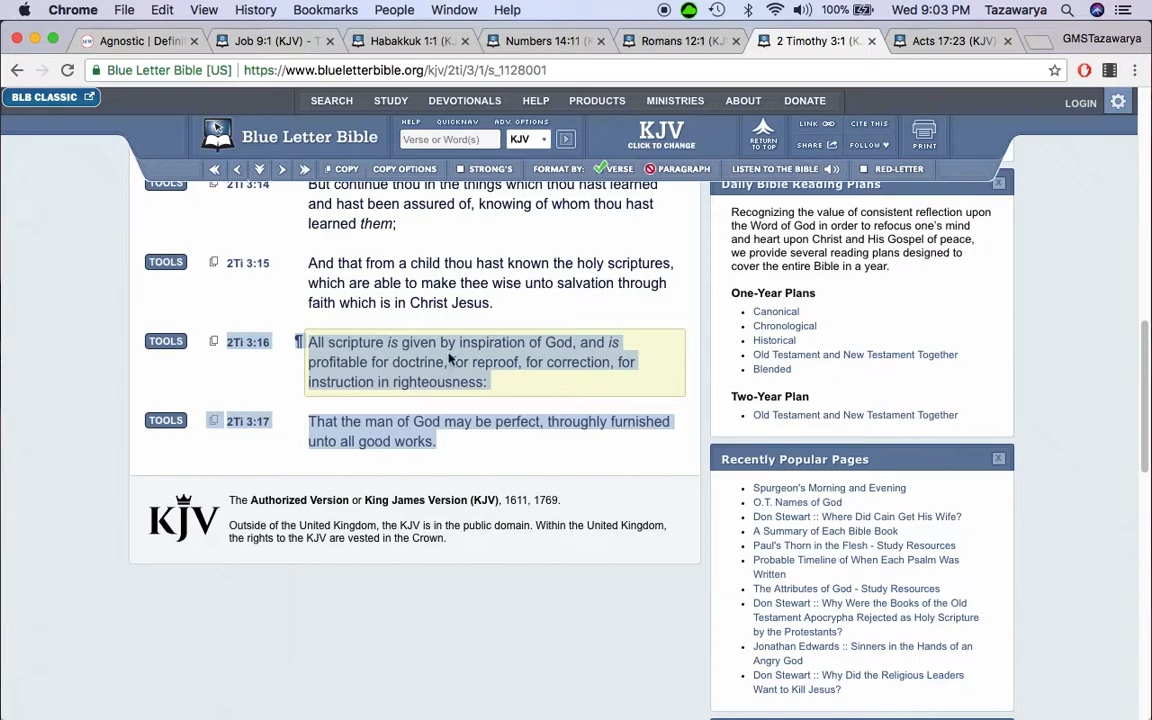 Chrome File Edit View History Bookmarks People Window Help 100% Wed 9:03 PM Tazawarya
Agnostic | Defini Job 9:1 (KJV) - T Habakkuk 1:1 (K Numbers 14:11 Romans 12:1 (K 2 Timothy 3:1 (K Acts 17:23 (KJV) GMSTazawarya
Blue Letter Bible [US] https://www.blueletterbible.org/kjv/2ti/3/1/s_1128001
BLB CLASSIC SEARCH STUDY DEVOTIONALS HELP PRODUCTS MINISTRIES ABOUT DONATE LOGIN
HELP QUICKNAV ADV. OPTIONS
Blue Letter Bible Verse or Word(s) KJV
KJV
CLICK TO CHANGE
RETURN
TO TOP
LINK CITE THIS
SHARE FOLLOW
PRINT
COPY COPY OPTIONS STRONG'S FORMAT BY: VERSE PARAGRAPH LISTEN TO THE BIBLE RED-LETTER
TOOLS 2Ti 3:14 But continue thou in the things which thou hast learned
and hast been assured of, knowing of whom thou hast
learned them;
TOOLS 2Ti 3:15 And that from a child thou hast known the holy scriptures,
which are able to make thee wise unto salvation through
faith which is in Christ Jesus.
TOOLS 2Ti 3:16 ¶ All scripture is given by inspiration of God, and is
profitable for doctrine, for reproof, for correction, for
instruction in righteousness:
TOOLS 2Ti 3:17 That the man of God may be perfect, throughly furnished
unto all good works.
KJV
The Authorized Version or King James Version (KJV), 1611, 1769.
Outside of the United Kingdom, the KJV is in the public domain. Within the United Kingdom,
the rights to the KJV are vested in the Crown.
Daily Bible Reading Plans
Recognizing the value of consistent reflection upon
the Word of God in order to refocus one's mind
and heart upon Christ and His Gospel of peace,
we provide several reading plans designed to
cover the entire Bible in a year.
One-Year Plans
Canonical
Chronological
Historical
Old Testament and New Testament Together
Blended
Two-Year Plan
Old Testament and New Testament Together
Recently Popular Pages
Spurgeon's Morning and Evening
O.T. Names of God
Don Stewart :: Where Did Cain Get His Wife?
A Summary of Each Bible Book
Paul's Thorn in the Flesh - Study Resources
Probable Timeline of When Each Psalm Was
Written
The Attributes of God - Study Resources
Don Stewart :: Why Were the Books of the Old
Testament Apocrypha Rejected as Holy Scripture
by the Protestants?
Jonathan Edwards :: Sinners in the Hands of an
Angry God
Don Stewart :: Why Did the Religious Leaders
Want to Kill Jesus?